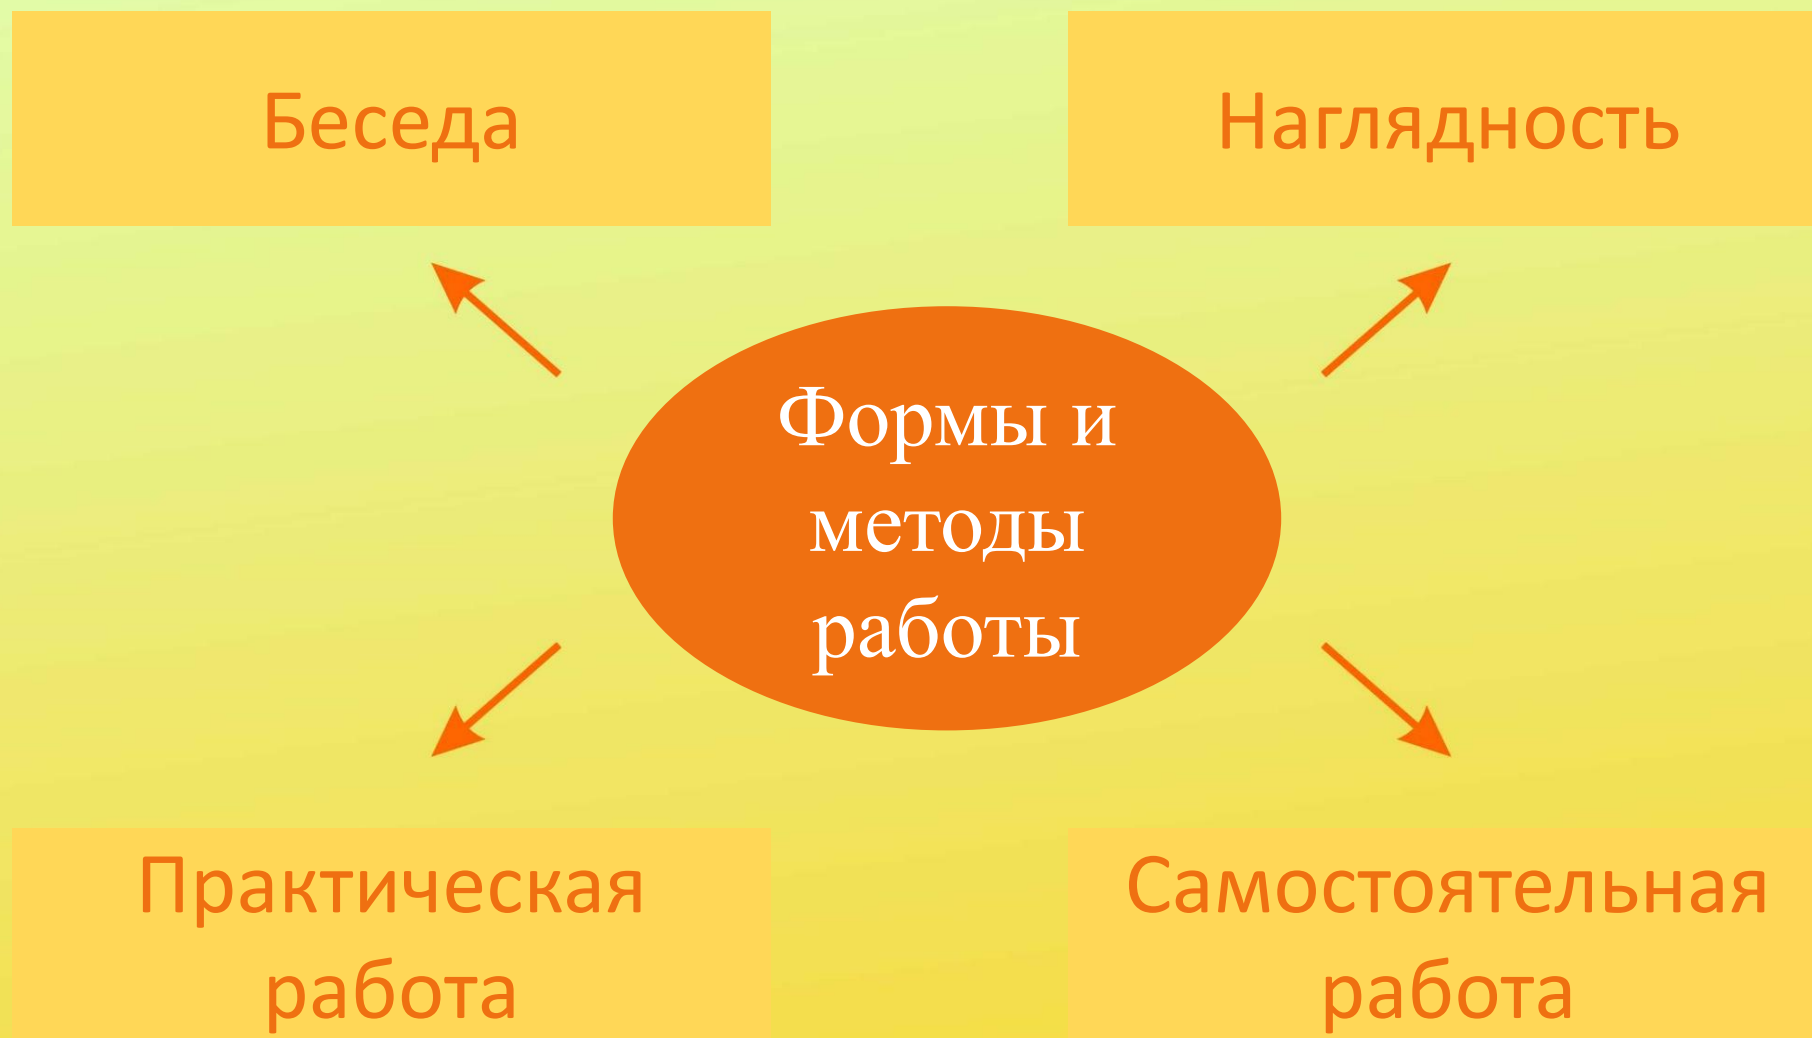 Беседа
Наглядность
Формы и
методы
работы
Практическая
работа
Самостоятельная
работа